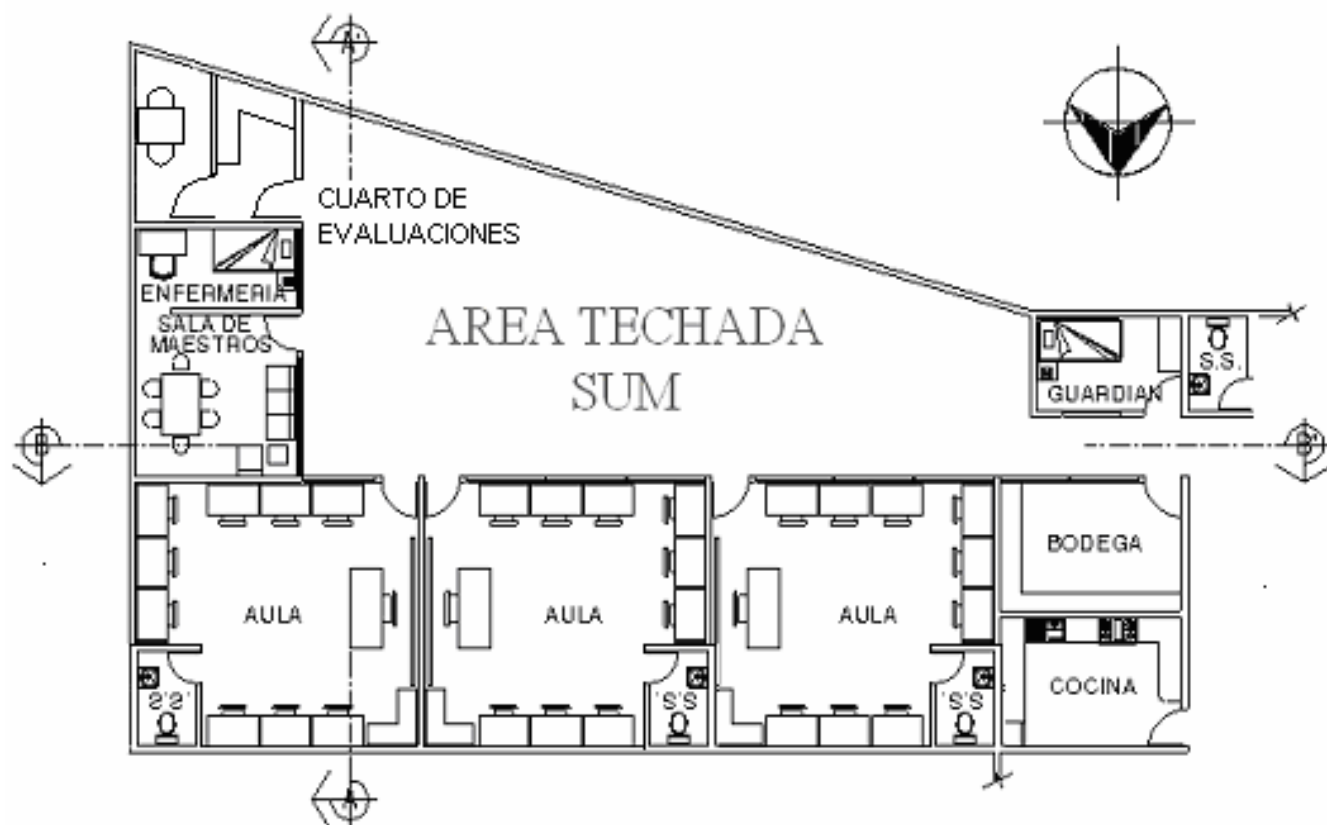 A'
CUARTO DE
EVALUACIONES
ENFERMERIA
SALA DE
MAESTROS
AREA TECHADA
SUM
GUARDIAN
S.S.
B
B'
AULA
AULA
AULA
BODEGA
COCINA
S.S.
S.S.
S.S.
A